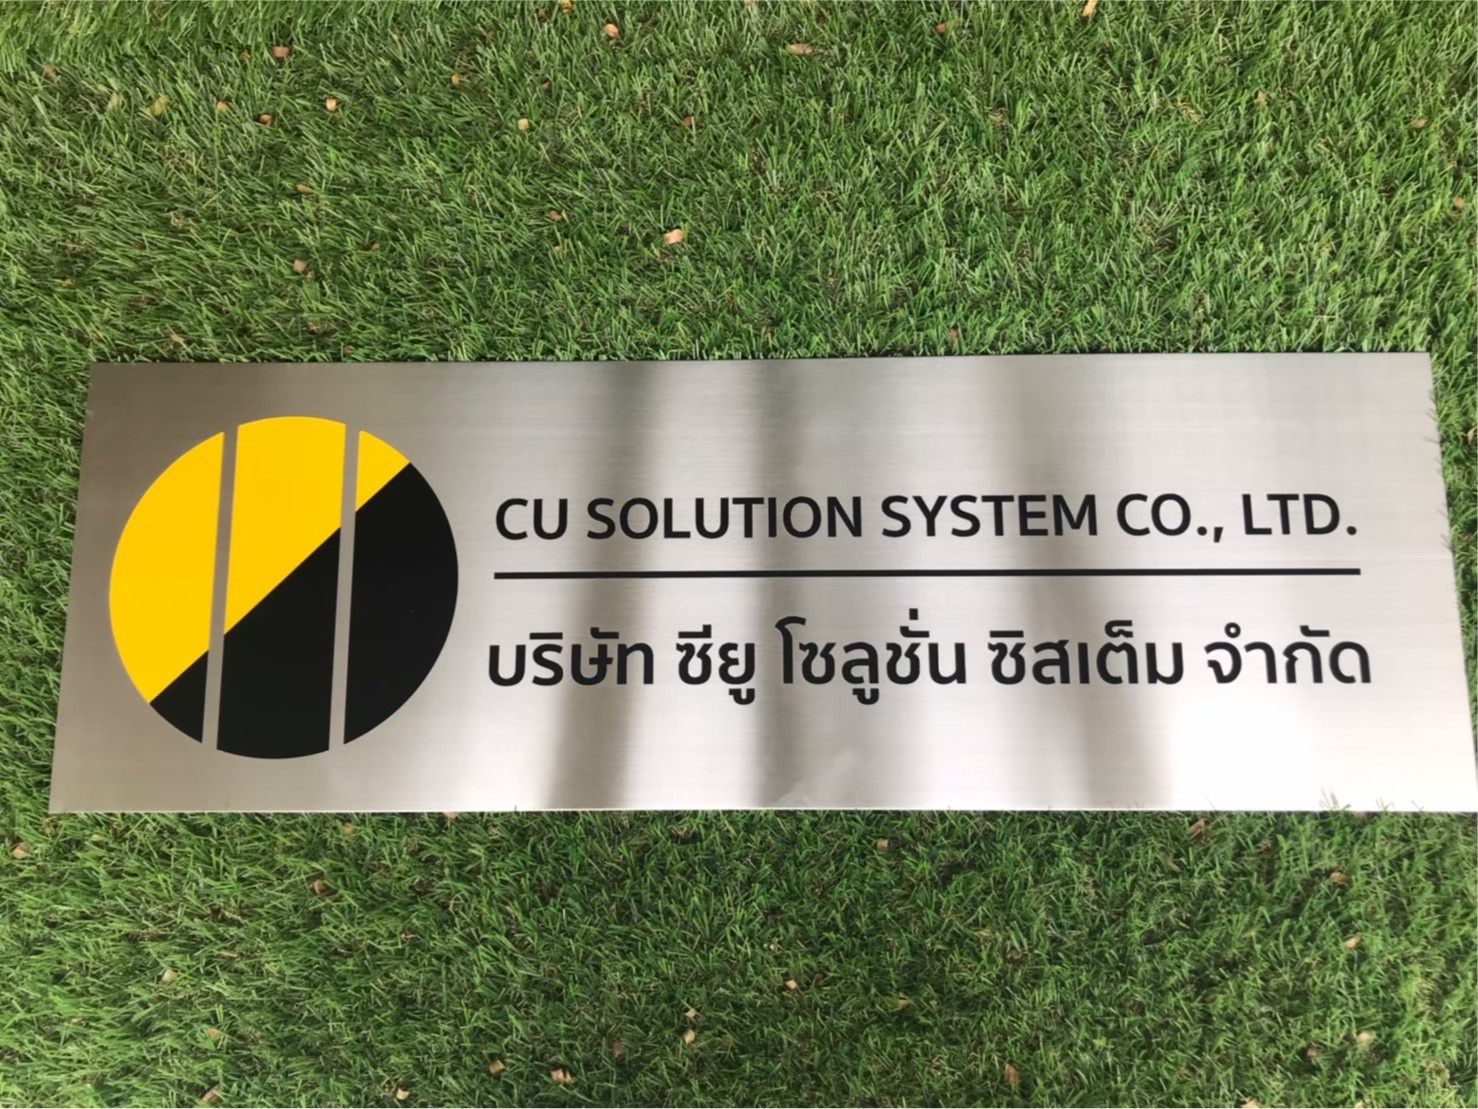 CU SOLUTION SYSTEM CO., LTD.
บริษัท ซียู โซลูชั่น ซิสเต็ม จำกัด